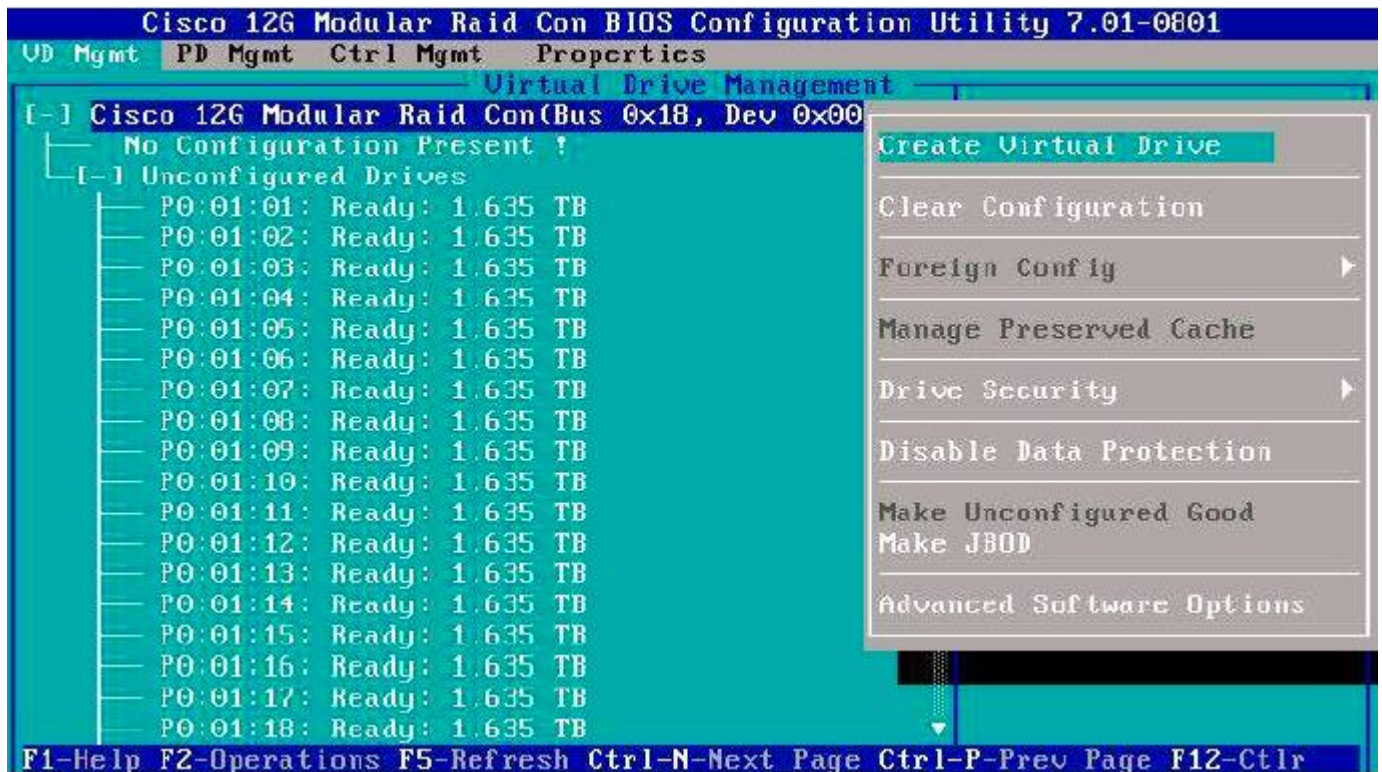 Cisco 12G Modular Raid Con BIOS Configuration Utility 7.01-0801
VD Mgmt PD Mgmt Ctrl Mgmt Properties
Virtual Drive Management
[-] Cisco 12G Modular Raid Con(Bus 0x18, Dev 0x00
No Configuration Present !
[-] Unconfigured Drives
P0:01:01: Ready: 1.635 TB
P0:01:02: Ready: 1.635 TB
P0:01:03: Ready: 1.635 TB
P0:01:04: Ready: 1.635 TB
P0:01:05: Ready: 1.635 TB
P0:01:06: Ready: 1.635 TB
P0:01:07: Ready: 1.635 TB
P0:01:08: Ready: 1.635 TB
P0:01:09: Ready: 1.635 TB
P0:01:10: Ready: 1.635 TB
P0:01:11: Ready: 1.635 TB
P0:01:12: Ready: 1.635 TB
P0:01:13: Ready: 1.635 TB
P0:01:14: Ready: 1.635 TB
P0:01:15: Ready: 1.635 TB
P0:01:16: Ready: 1.635 TB
P0:01:17: Ready: 1.635 TB
P0:01:18: Ready: 1.635 TB
Create Virtual Drive
Clear Configuration
Foreign Config
Manage Preserved Cache
Drive Security
Disable Data Protection
Make Unconfigured Good
Make JBOD
Advanced Software Options
F1-Help F2-Operations F5-Refresh Ctrl-N-Next Page Ctrl-P-Prev Page F12-Ctlr